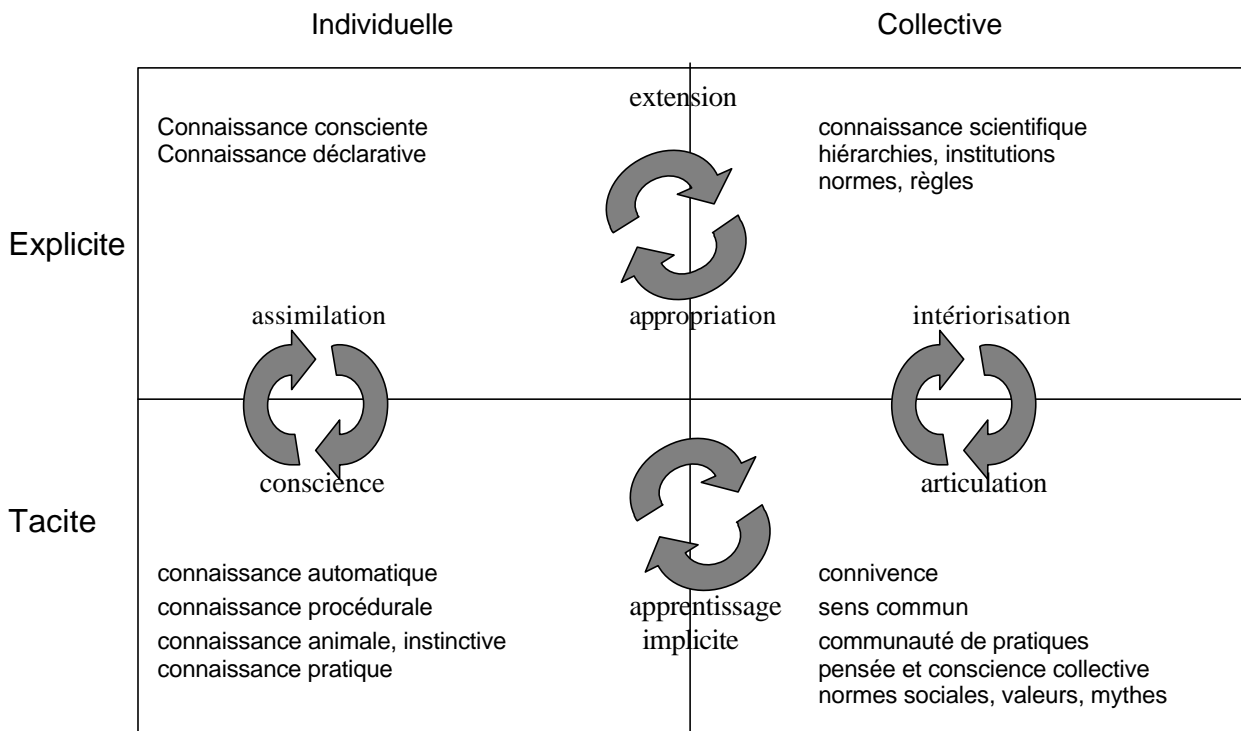 Individuelle
Collective
extension
Connaissance consciente
Connaissance déclarative
connaissance scientifique
hiérarchies, institutions
normes, règles
Explicite
assimilation
appropriation
intériorisation
conscience
articulation
Tacite
connaissance automatique
connaissance procédurale
connaissance animale, instinctive
connaissance pratique
apprentissage
implicite
connivence
sens commun
communauté de pratiques
pensée et conscience collective
normes sociales, valeurs, mythes